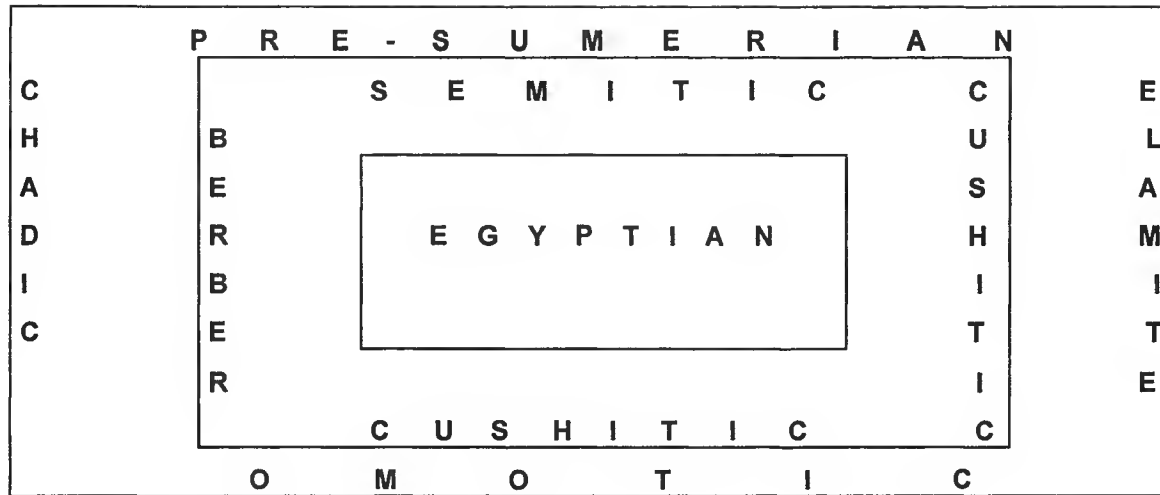 PRE-SUMERIAN
CHADIC
SEMITIC
CUSHITIC
ELAMITE
BERBER
EGYPTIAN
CUSHITIC
OMOTIC